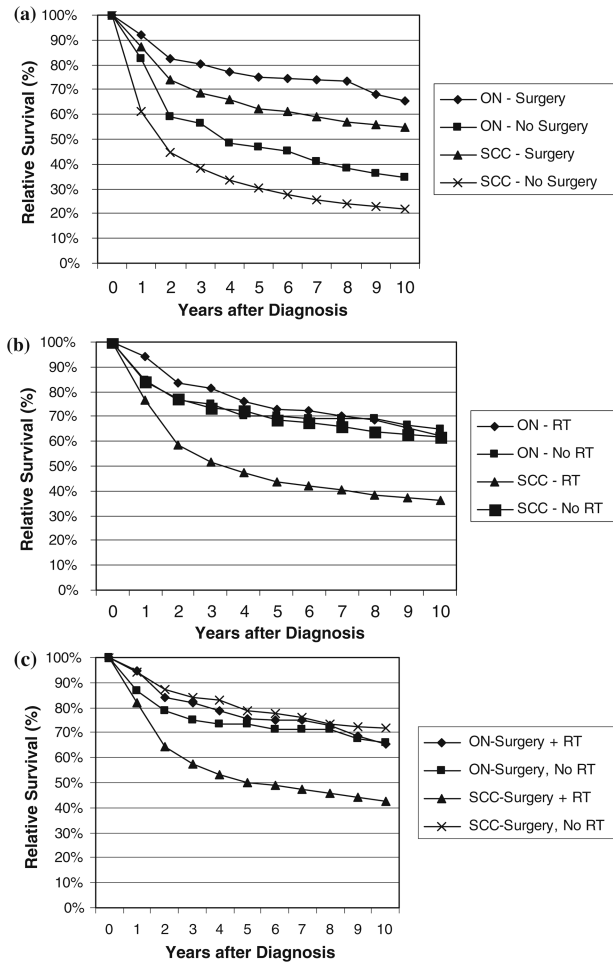 (a)
100%
90%
80%
70%
60%
50%
40%
30%
20%
10%
0%
Relative Survival (%)
0 1 2 3 4 5 6 7 8 9 10
Years after Diagnosis
ON - Surgery
ON - No Surgery
SCC - Surgery
SCC - No Surgery
(b)
100%
90%
80%
70%
60%
50%
40%
30%
20%
10%
0%
Relative Survival (%)
0 1 2 3 4 5 6 7 8 9 10
Years after Diagnosis
ON - RT
ON - No RT
SCC - RT
SCC - No RT
(c)
100%
90%
80%
70%
60%
50%
40%
30%
20%
10%
0%
Relative Survival (%)
0 1 2 3 4 5 6 7 8 9 10
Years after Diagnosis
ON-Surgery + RT
ON-Surgery, No RT
SCC-Surgery + RT
SCC-Surgery, No RT